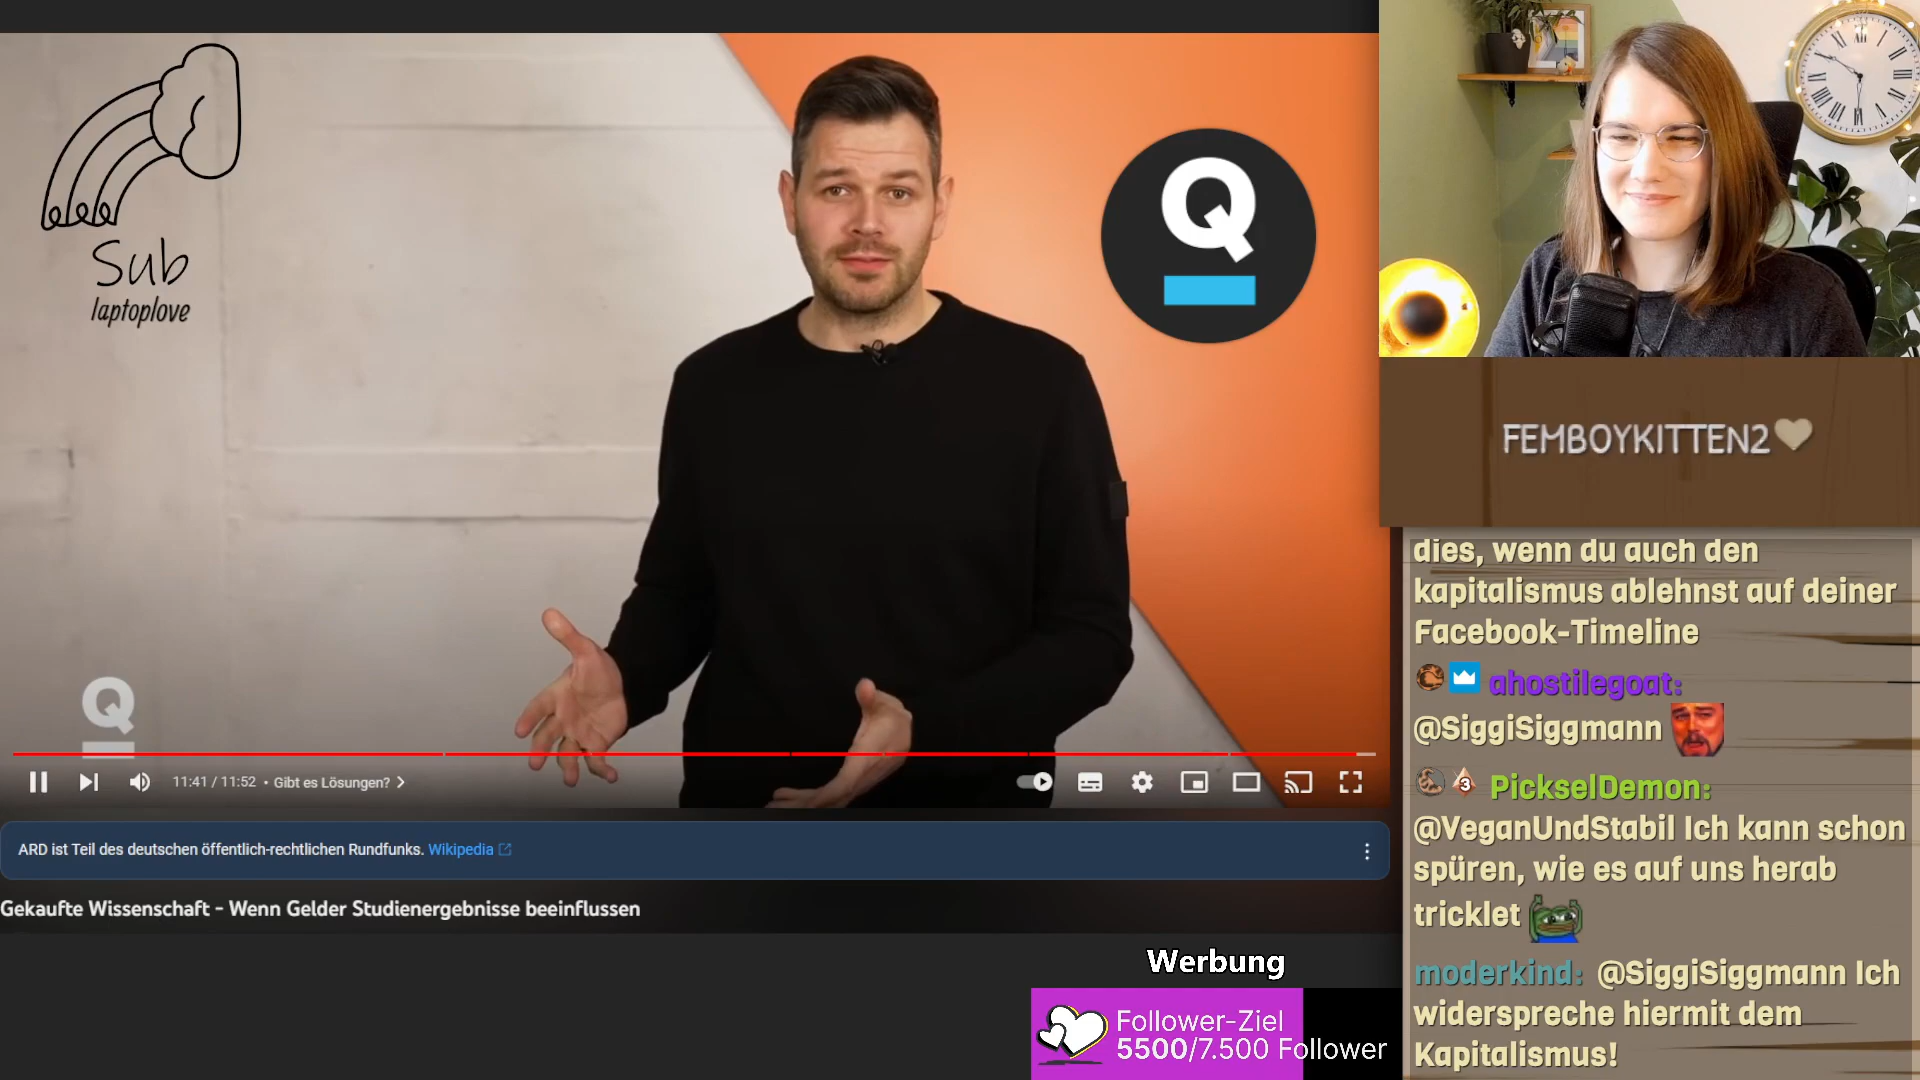 Sub
laptoplove
Q
Q
11:41 / 11:52 • Gibt es Lösungen?
ARD ist Teil des deutschen öffentlich-rechtlichen Rundfunks. Wikipedia
Gekaufte Wissenschaft - Wenn Gelder Studienergebnisse beeinflussen
Werbung
Follower-Ziel
5500/7.500 Follower
FEMBOYKITTEN2
dies, wenn du auch den
kapitalismus ablehnst auf deiner
Facebook-Timeline
ahostilegoat:
@SiggiSiggmann
3 PickselDemon:
@VeganUndStabil Ich kann schon
spüren, wie es auf uns herab
tricklet
moderkind: @SiggiSiggmann Ich
widerspreche hiermit dem
Kapitalismus!